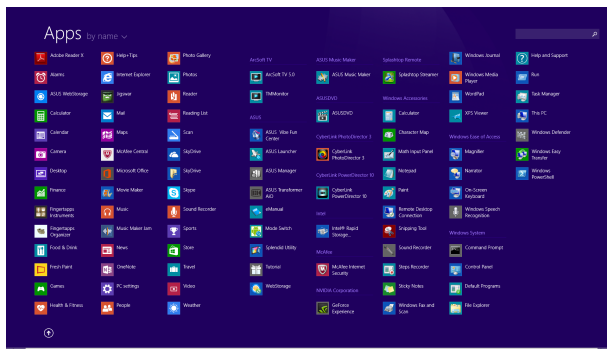 Apps by name
Adobe Reader X
Alarms
ASUS WebStorage
Calculator
Calendar
Camera
Desktop
Finance
Fingertapps
Instruments
Fingertapps
Organizer
Food & Drink
Fresh Paint
Games
Health & Fitness
Help+Tips
Internet Explorer
Jigswar
Mail
Maps
McAfee Central
Microsoft Office
Movie Maker
Music
Music Maker Jam
News
OneNote
PC settings
People
Photo Gallery
Photos
Reader
Reading List
Scan
SkyDrive
SkyDrive
Skype
Sound Recorder
Sports
Store
Travel
Video
Weather
ArcSoft TV
ArcSoft TV 5.0
TMMonitor
ASUS
ASUS Vibe Fun
Center
ASUS Launcher
ASUS Manager
ASUS Transformer
AiO
eManual
Mode Switch
Splendid Utility
Tutorial
WebStorage
ASUS Music Maker
ASUS Music Maker
ASUSDVD
ASUSDVD
CyberLink PhotoDirector 3
CyberLink
PhotoDirector 3
CyberLink PowerDirector 10
CyberLink
PowerDirector 10
Intel
Intel® Rapid
Storage...
McAfee
McAfee Internet
Security
NVIDIA Corporation
GeForce
Experience
Splashtop Remote
Splashtop Streamer
Windows Accessories
Calculator
Character Map
Math Input Panel
Notepad
Paint
Remote Desktop
Connection
Snipping Tool
Sound Recorder
Steps Recorder
Sticky Notes
Windows Fax and
Scan
Windows Journal
Windows Media
Player
WordPad
XPS Viewer
Windows Ease of Access
Magnifier
Narrator
On-Screen
Keyboard
Windows Speech
Recognition
Windows System
Command Prompt
Control Panel
Default Programs
File Explorer
Help and Support
Run
Task Manager
This PC
Windows Defender
Windows Easy
Transfer
Windows
PowerShell